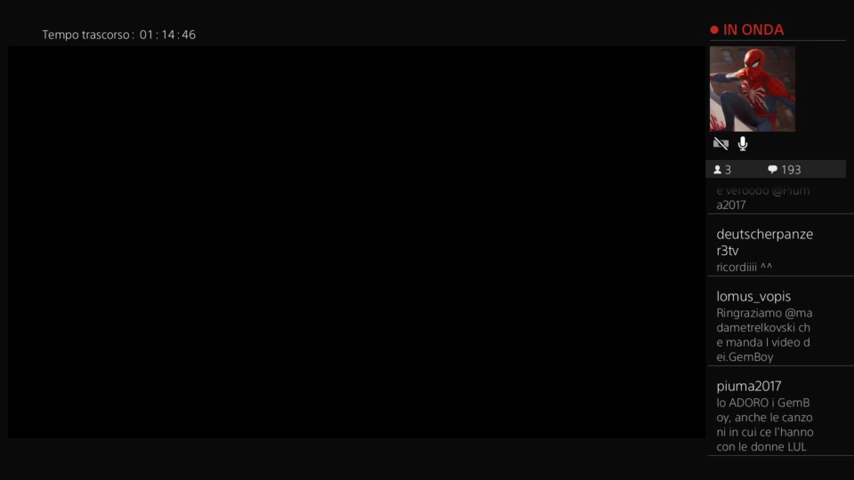 Tempo trascorso: 01:14:46
IN ONDA
3 193
è veroooo @Pium
a2017
deutscherpanze
r3tv
ricordiiii ^^
lomus_vopis
Ringraziamo @ma
dametrelkovski ch
e manda I video d
ei.GemBoy
piuma2017
Io ADORO i GemB
oy, anche le canzo
ni in cui ce l'hanno
con le donne LUL